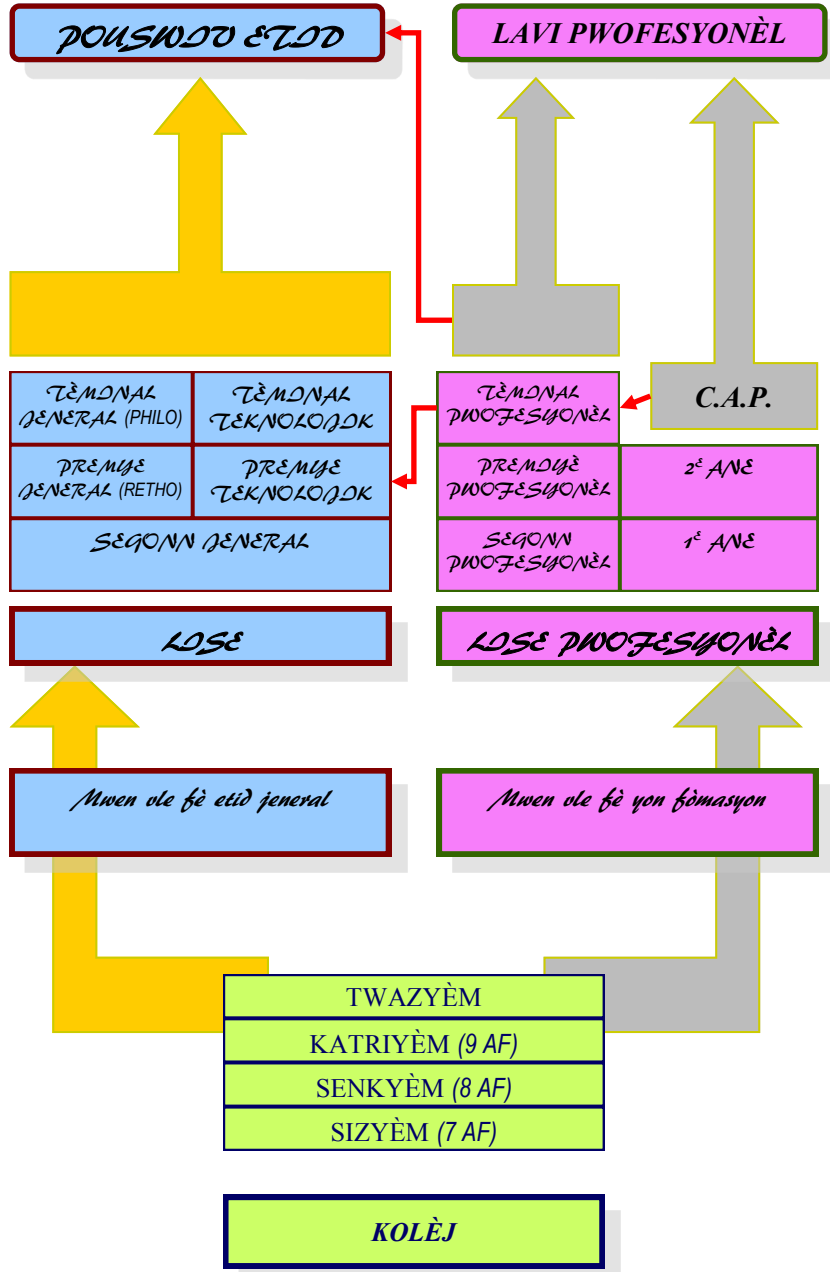 POUSWIV ETID
LAVI PWOFESYONÈL
TÈMINAL
JENERAL (PHILO)
TÈMINAL
TEKNOLOJIK
TÈMINAL
PWOFESYONÈL
C.A.P.
PREMYE
JENERAL (RETHO)
PREMYE
TEKNOLOJIK
PREMIYÈ
PWOFESYONÈL
2È ANE
SEGONN JENERAL
SEGONN
PWOFESYONÈL
1È ANE
LISE
LISE PWOFESYONÈL
Mwen vle fè etid jeneral
Mwen vle fè yon fòmasyon
TWAZYÈM
KATRIYÈM (9 AF)
SENKYÈM (8 AF)
SIZYÈM (7 AF)
KOLÈJ